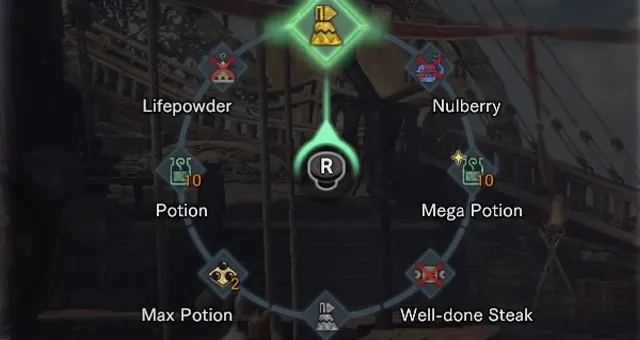 Lifepowder
Nulberry
R
10
10
Potion
Mega Potion
2
Max Potion
Well-done Steak